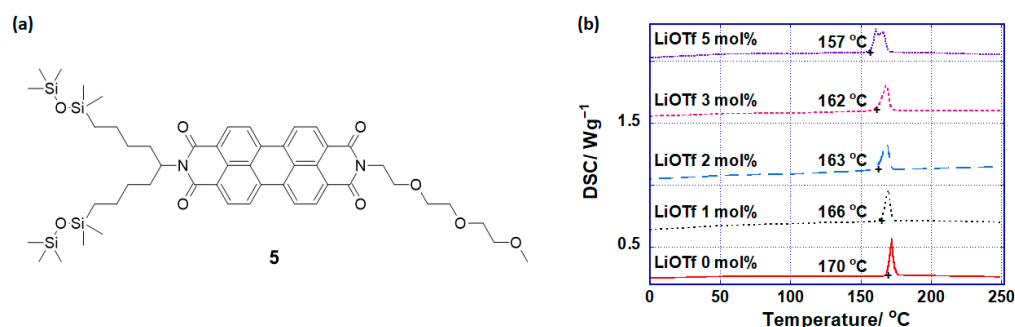 (a)
Si
O
Si
O
O
N
N
O
O
O
O
O
Si
O
Si
5
(b)
DSC/ Wg⁻¹
1.5
0.5
LiOTf 5 mol% 157 °C
LiOTf 3 mol% 162 °C
LiOTf 2 mol% 163 °C
LiOTf 1 mol% 166 °C
LiOTf 0 mol% 170 °C
0 50 100 150 200 250
Temperature/ °C